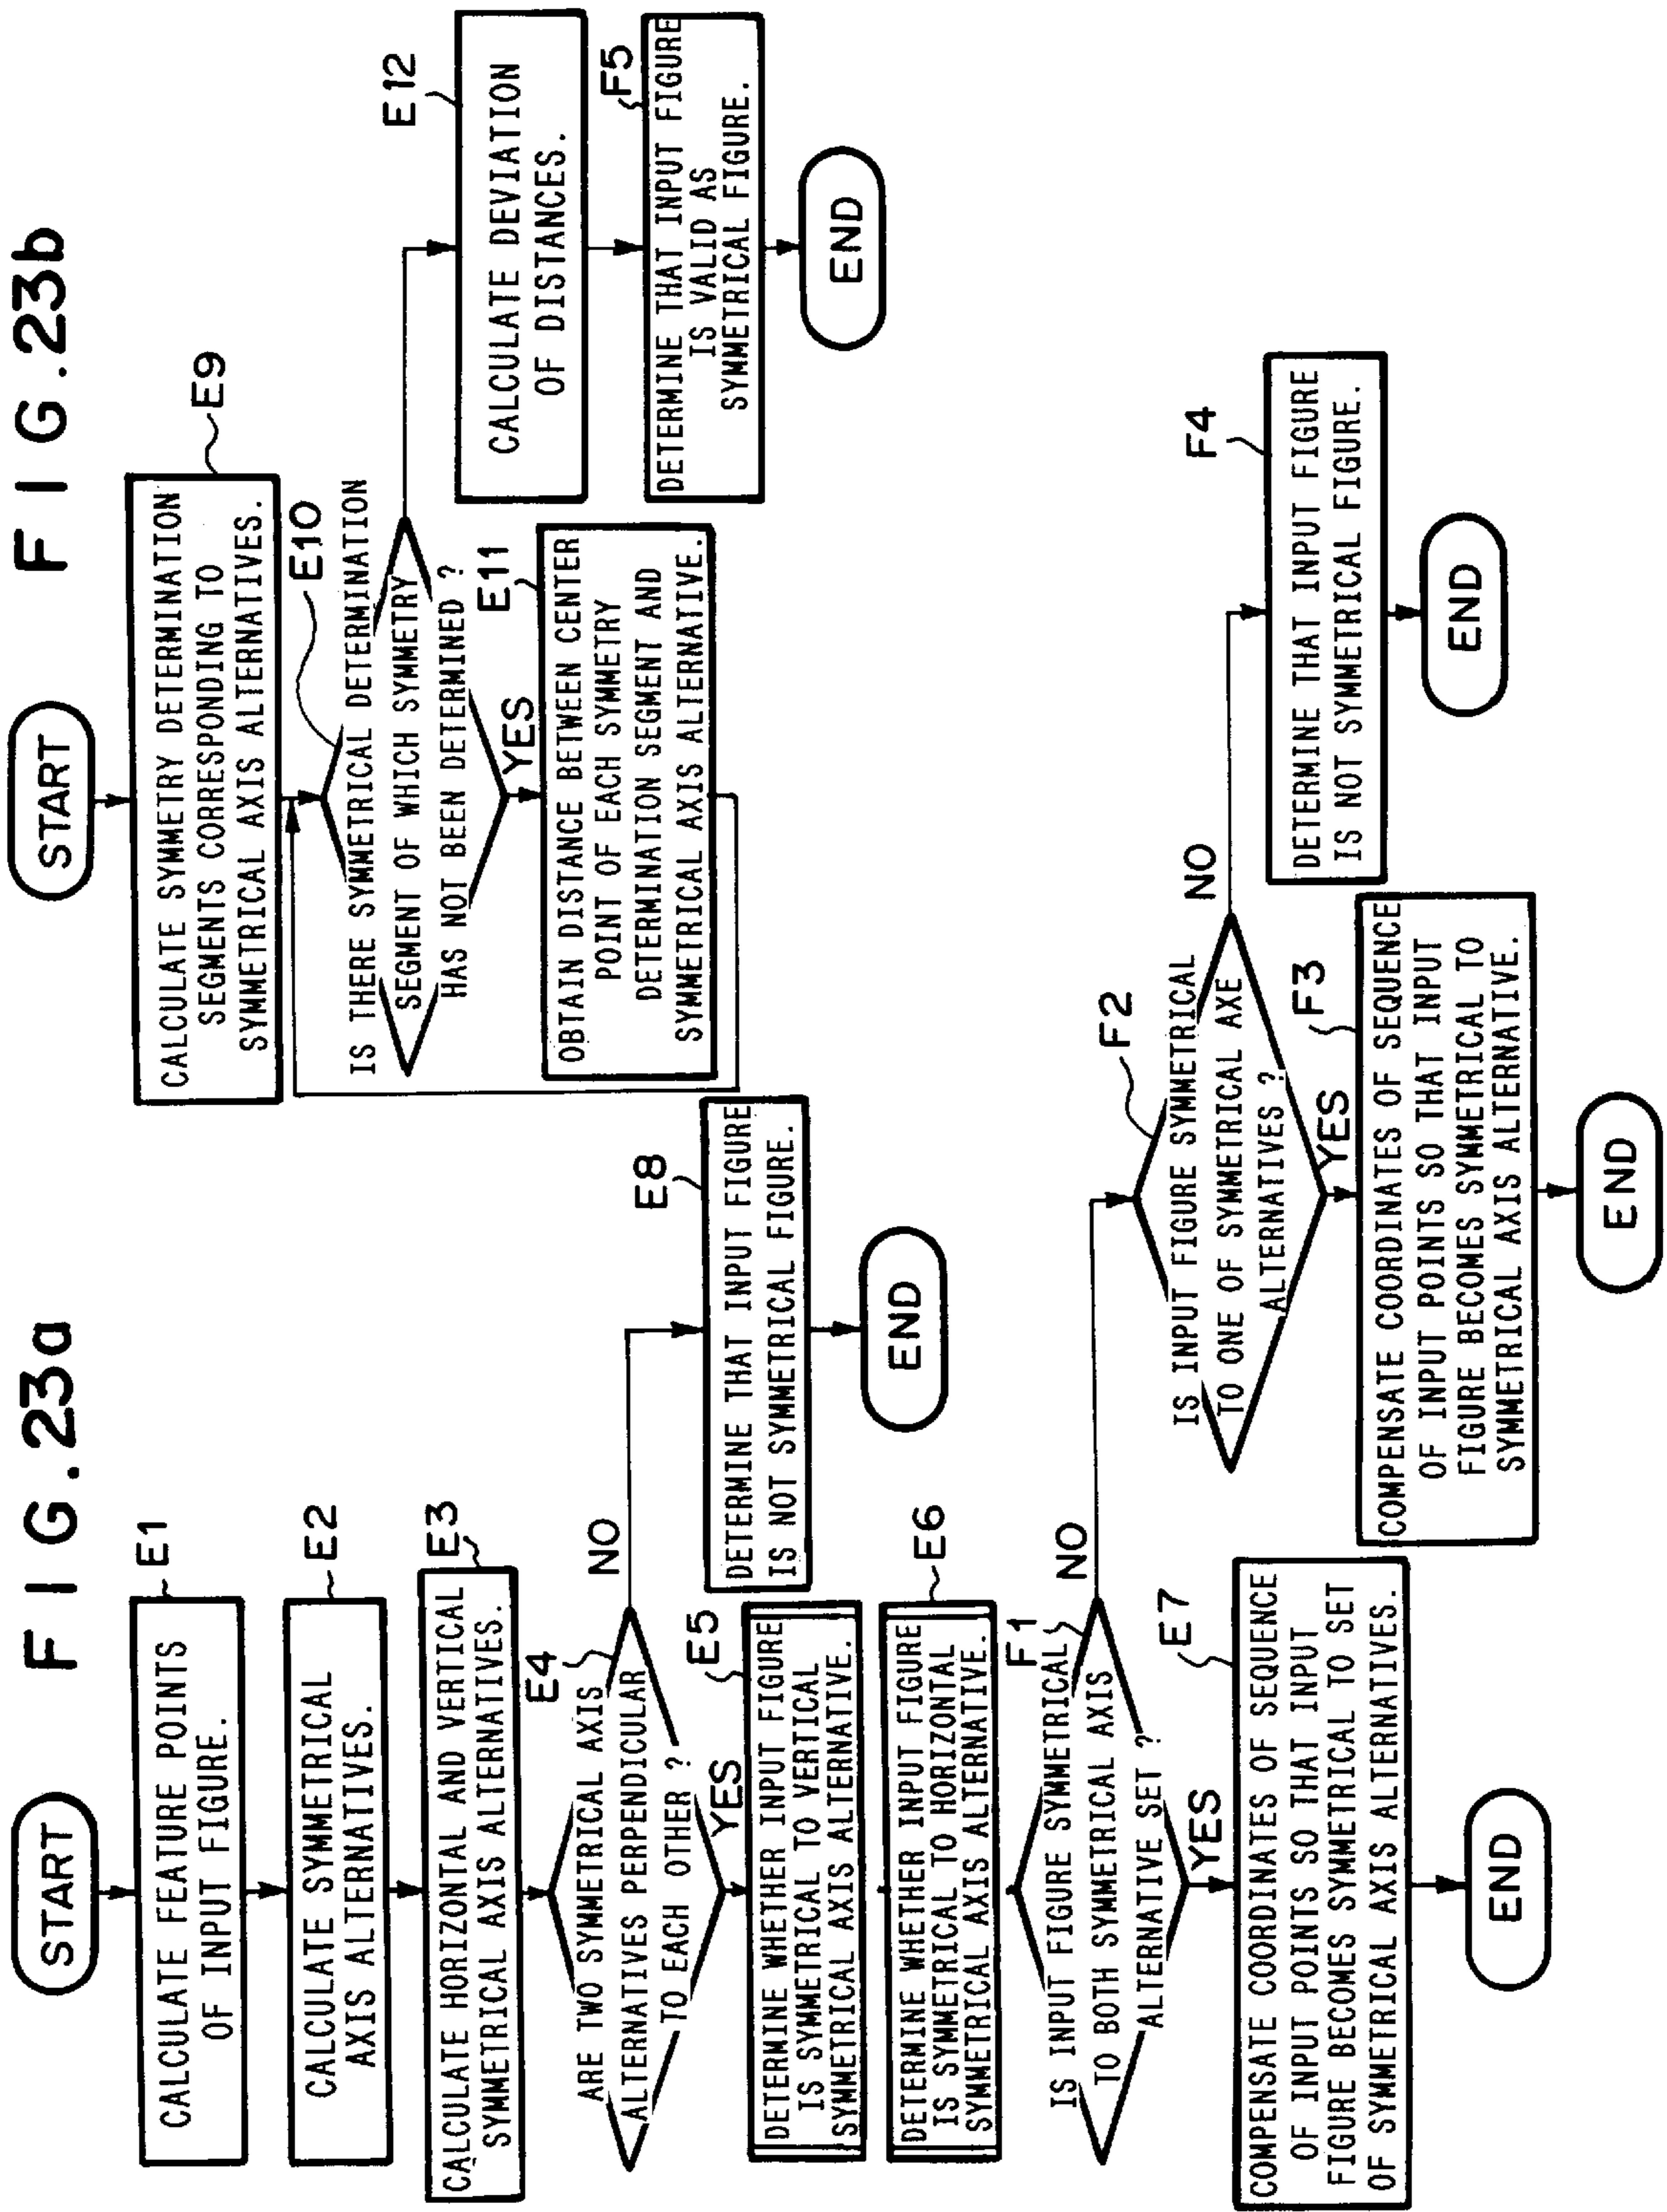 F I G.23a
START
CALCULATE FEATURE POINTS
OF INPUT FIGURE.
E1
CALCULATE SYMMETRICAL
AXIS ALTERNATIVES.
E2
CALCULATE HORIZONTAL AND VERTICAL
SYMMETRICAL AXIS ALTERNATIVES.
E3
ARE TWO SYMMETRICAL AXIS
ALTERNATIVES PERPENDICULAR
TO EACH OTHER ?
E4
NO
YES
DETERMINE THAT INPUT FIGURE
IS NOT SYMMETRICAL FIGURE.
E8
END
DETERMINE WHETHER INPUT FIGURE
IS SYMMETRICAL TO VERTICAL
SYMMETRICAL AXIS ALTERNATIVE.
E5
DETERMINE WHETHER INPUT FIGURE
IS SYMMETRICAL TO HORIZONTAL
SYMMETRICAL AXIS ALTERNATIVE.
E6
IS INPUT FIGURE SYMMETRICAL
TO BOTH SYMMETRICAL AXIS
ALTERNATIVE SET ?
F1
NO
YES
COMPENSATE COORDINATES OF SEQUENCE
OF INPUT POINTS SO THAT INPUT
FIGURE BECOMES SYMMETRICAL TO SET
OF SYMMETRICAL AXIS ALTERNATIVES.
E7
END
IS INPUT FIGURE SYMMETRICAL
TO ONE OF SYMMETRICAL AXE
ALTERNATIVES ?
F2
NO
YES
COMPENSATE COORDINATES OF SEQUENCE
OF INPUT POINTS SO THAT INPUT
FIGURE BECOMES SYMMETRICAL TO
SYMMETRICAL AXIS ALTERNATIVE.
F3
END
DETERMINE THAT INPUT FIGURE
IS NOT SYMMETRICAL FIGURE.
F4
END
F I G.23b
START
CALCULATE SYMMETRY DETERMINATION
SEGMENTS CORRESPONDING TO
SYMMETRICAL AXIS ALTERNATIVES.
E9
IS THERE SYMMETRICAL DETERMINATION
SEGMENT OF WHICH SYMMETRY
HAS NOT BEEN DETERMINED ?
E10
YES
OBTAIN DISTANCE BETWEEN CENTER
POINT OF EACH SYMMETRY
DETERMINATION SEGMENT AND
SYMMETRICAL AXIS ALTERNATIVE.
E11
CALCULATE DEVIATION
OF DISTANCES.
E12
DETERMINE THAT INPUT FIGURE
IS VALID AS
SYMMETRICAL FIGURE.
F5
END